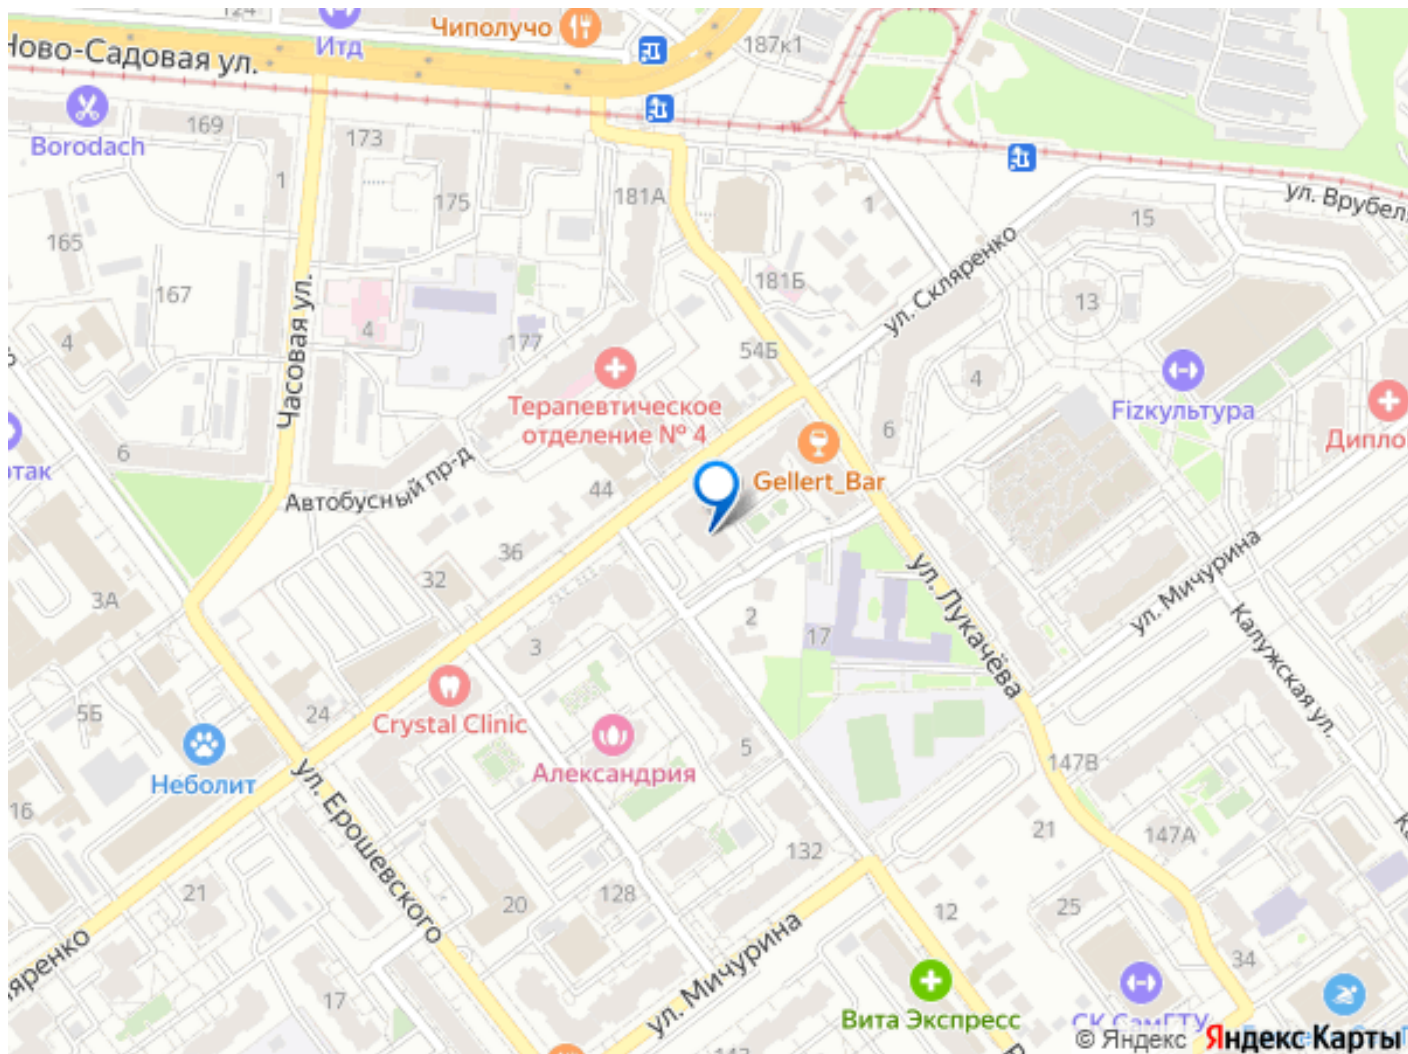 124
Чиполучо
Итд
187к1
Ново-Садовая ул.
Borodach
169
173
1
175
181А
1
15
ул. Врубеля
165
167
Часовая ул.
4
4
177
181Б
ул. Скляренко
13
54Б
4
Fizкультура
Терапевтическое
отделение № 4
6
Автобусный пр-д
44
Gellert_Bar
6
36
32
3А
ул. Лукачёва
ул. Мичурина
2
17
3
Калужская ул.
5Б
24
Crystal Clinic
Неболит
Александрия
5
147В
16
ул. Ерошевского
21
147А
132
21
128
20
12
25
ул. Мичурина
34
17
Вита Экспресс
СК СамГТУ
© Яндекс Яндекс Карты